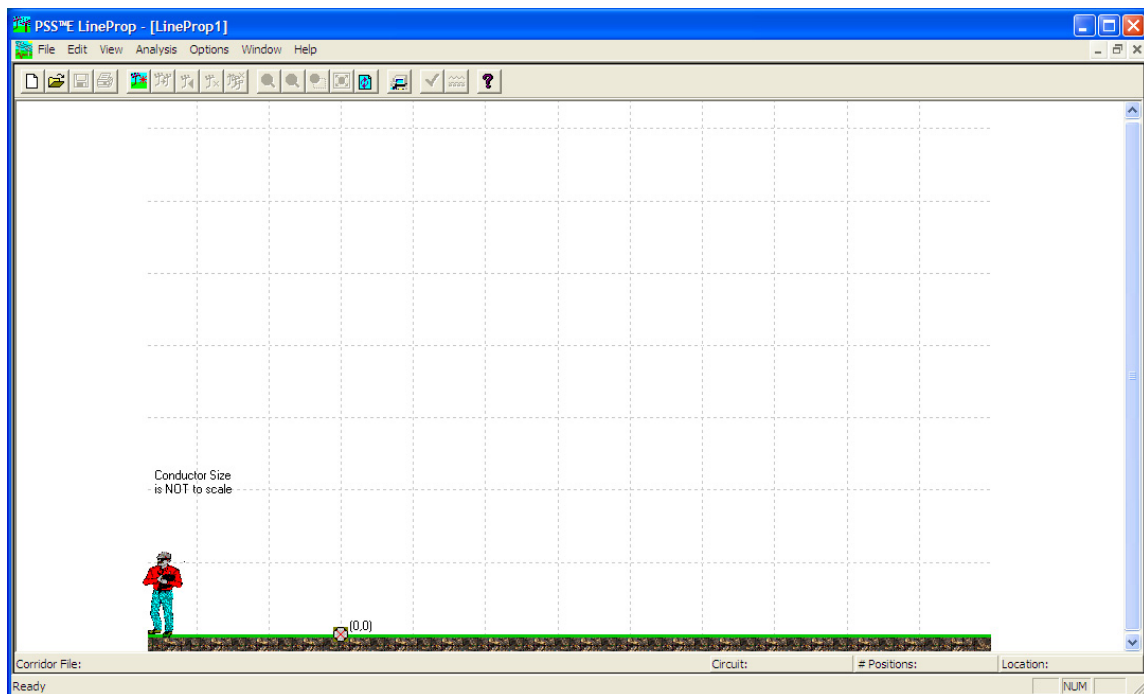 PSS™E LineProp - [LineProp1]
File Edit View Analysis Options Window Help
Conductor Size
is NOT to scale
(0,0)
Corridor File: Circuit: # Positions: Location:
Ready NUM